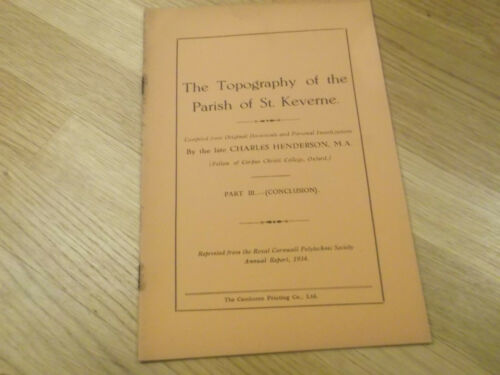 The Topography of the
Parish of St. Keverne.
Compiled from Original Documents and Personal Investigations
By the late CHARLES HENDERSON, M.A.
(Fellow of Corpus Christi College, Oxford.)
PART III.—(CONCLUSION).
Reprinted from the Royal Cornwall Polytechnic Society
Annual Report, 1934.
The Camborne Printing Co., Ltd.